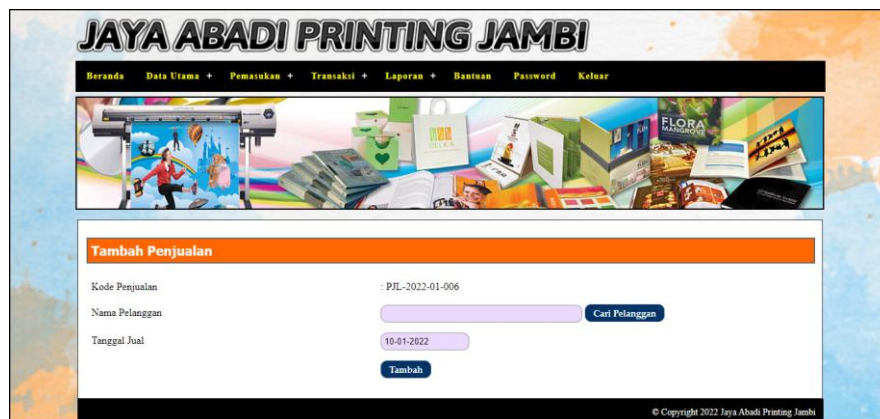 JAYA ABADI PRINTING JAMBI
Beranda Data Utama + Pemasukan + Transaksi + Laporan + Bantuan Password Keluar
FLORA
MANGROVE
Tambah Penjualan
Kode Penjualan : PJL-2022-01-006
Nama Pelanggan Cari Pelanggan
Tanggal Jual 10-01-2022
Tambah
© Copyright 2022 Jaya Abadi Printing Jambi